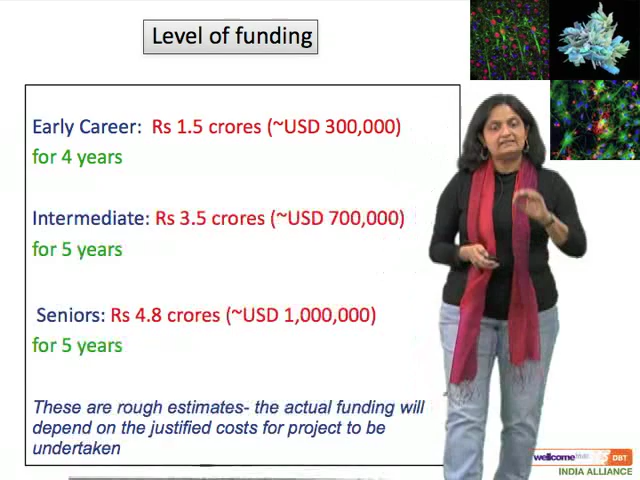 Level of funding
Early Career: Rs 1.5 crores (~USD 300,000)
for 4 years
Intermediate: Rs 3.5 crores (~USD 700,000)
for 5 years
Seniors: Rs 4.8 crores (~USD 1,000,000)
for 5 years
These are rough estimates- the actual funding will
depend on the justified costs for project to be
undertaken
wellcome
DBT
INDIA ALLIANCE